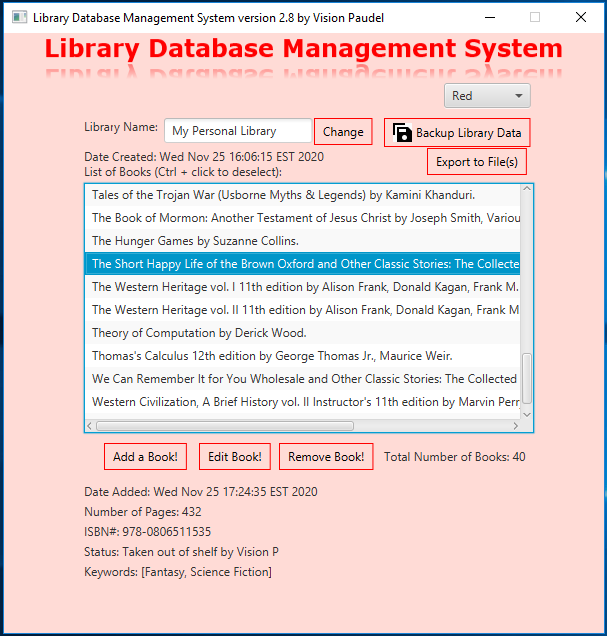 Library Database Management System version 2.8 by Vision Paudel
Library Database Management System
Red
Library Name: My Personal Library Change Backup Library Data
Date Created: Wed Nov 25 16:06:15 EST 2020 Export to File(s)
List of Books (Ctrl + click to deselect):
Tales of the Trojan War (Usborne Myths & Legends) by Kamini Khanduri.
The Book of Mormon: Another Testament of Jesus Christ by Joseph Smith, Variou
The Hunger Games by Suzanne Collins.
The Short Happy Life of the Brown Oxford and Other Classic Stories: The Collecte
The Western Heritage vol. I 11th edition by Alison Frank, Donald Kagan, Frank M.
The Western Heritage vol. II 11th edition by Alison Frank, Donald Kagan, Frank M
Theory of Computation by Derick Wood.
Thomas's Calculus 12th edition by George Thomas Jr., Maurice Weir.
We Can Remember It for You Wholesale and Other Classic Stories: The Collected
Western Civilization, A Brief History vol. II Instructor's 11th edition by Marvin Perry
Add a Book! Edit Book! Remove Book! Total Number of Books: 40
Date Added: Wed Nov 25 17:24:35 EST 2020
Number of Pages: 432
ISBN#: 978-0806511535
Status: Taken out of shelf by Vision P
Keywords: [Fantasy, Science Fiction]